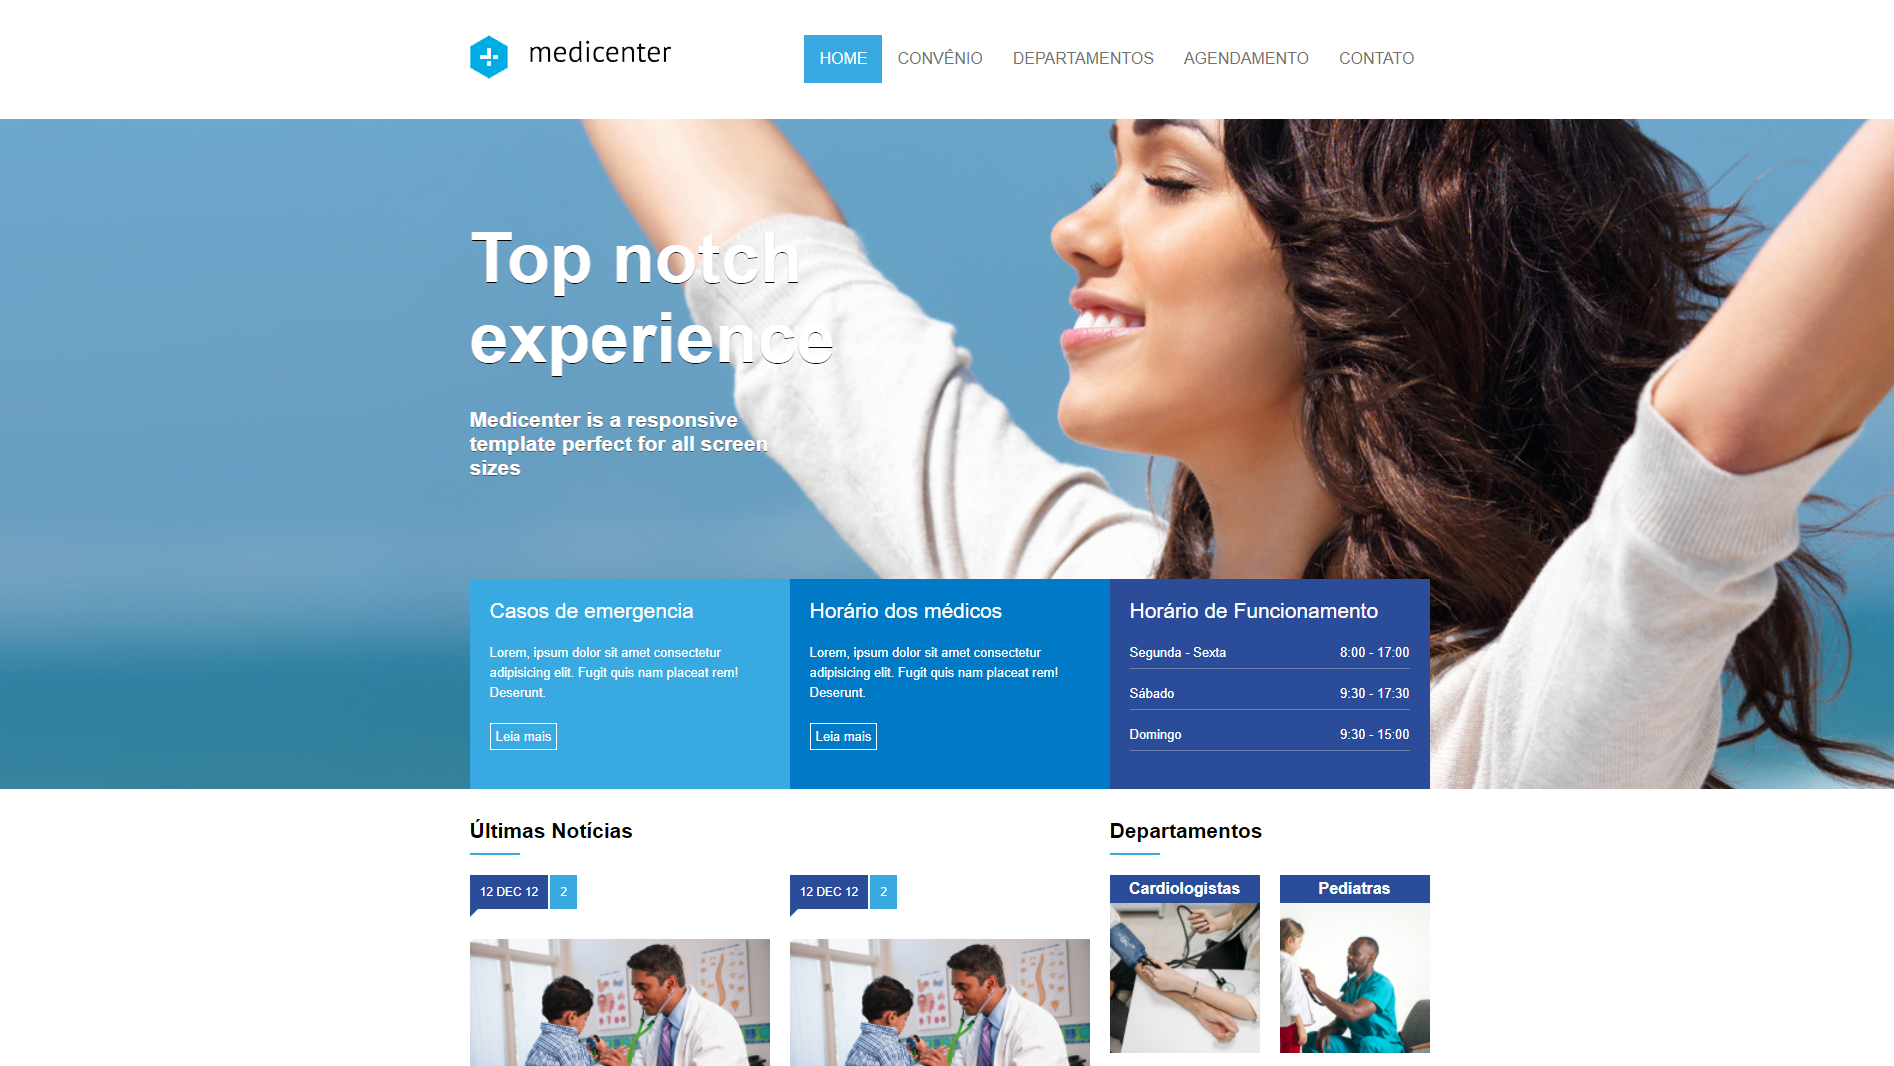 medicenter
HOME CONVÊNIO DEPARTAMENTOS AGENDAMENTO CONTATO
Top notch
experience
Medicenter is a responsive
template perfect for all screen
sizes
Casos de emergencia
Lorem, ipsum dolor sit amet consectetur
adipisicing elit. Fugit quis nam placeat rem!
Deserunt.
Leia mais
Horário dos médicos
Lorem, ipsum dolor sit amet consectetur
adipisicing elit. Fugit quis nam placeat rem!
Deserunt.
Leia mais
Horário de Funcionamento
Segunda - Sexta 8:00 - 17:00
Sábado 9:30 - 17:30
Domingo 9:30 - 15:00
Últimas Notícias
12 DEC 12 2
12 DEC 12 2
Departamentos
Cardiologistas
Pediatras